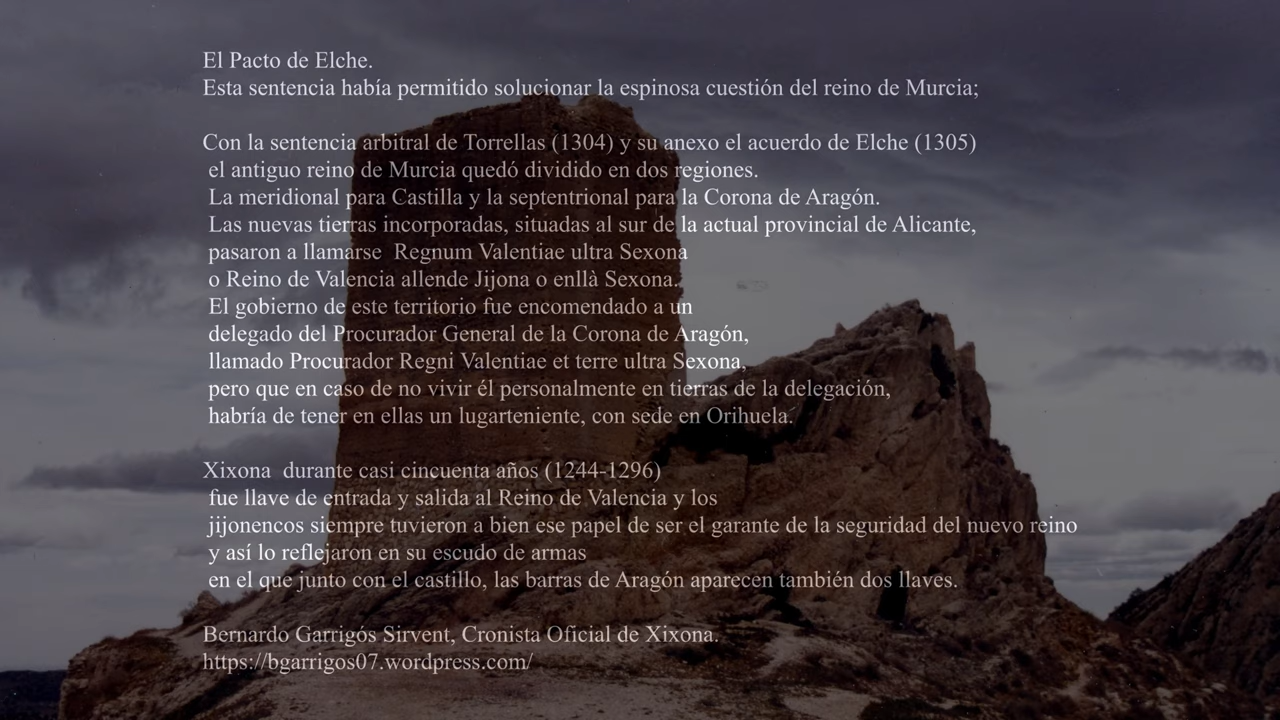 El Pacto de Elche.
Esta sentencia había permitido solucionar la espinosa cuestión del reino de Murcia;
Con la sentencia arbitral de Torrellas (1304) y su anexo el acuerdo de Elche (1305)
el antiguo reino de Murcia quedó dividido en dos regiones.
La meridional para Castilla y la septentrional para la Corona de Aragón.
Las nuevas tierras incorporadas, situadas al sur de la actual provincial de Alicante,
pasaron a llamarse Regnum Valentiae ultra Sexona
o Reino de Valencia allende Jijona o enllà Sexona.
El gobierno de este territorio fue encomendado a un
delegado del Procurador General de la Corona de Aragón,
llamado Procurador Regni Valentiae et terre ultra Sexona,
pero que en caso de no vivir él personalmente en tierras de la delegación,
habría de tener en ellas un lugarteniente, con sede en Orihuela.
Xixona durante casi cincuenta años (1244-1296)
fue llave de entrada y salida al Reino de Valencia y los
jijonencos siempre tuvieron a bien ese papel de ser el garante de la seguridad del nuevo reino
y así lo reflejaron en su escudo de armas
en el que junto con el castillo, las barras de Aragón aparecen también dos llaves.
Bernardo Garrigós Sirvent, Cronista Oficial de Xixona.
https://bgarrigos07.wordpress.com/